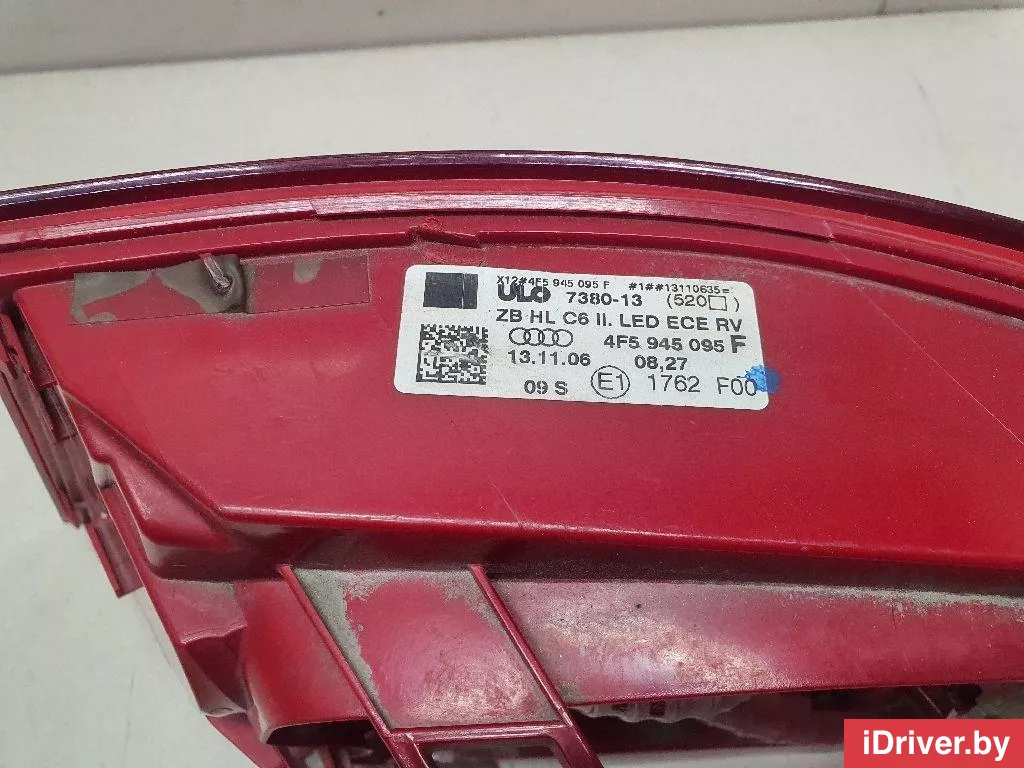 X12#4F5 945 095 F #1##13110635=
ULO 7380-13 (520□)
ZB HL C6 II. LED ECE RV
4F5 945 095 F
13.11.06 08,27
09 S E1 1762 F00
iDriver.by